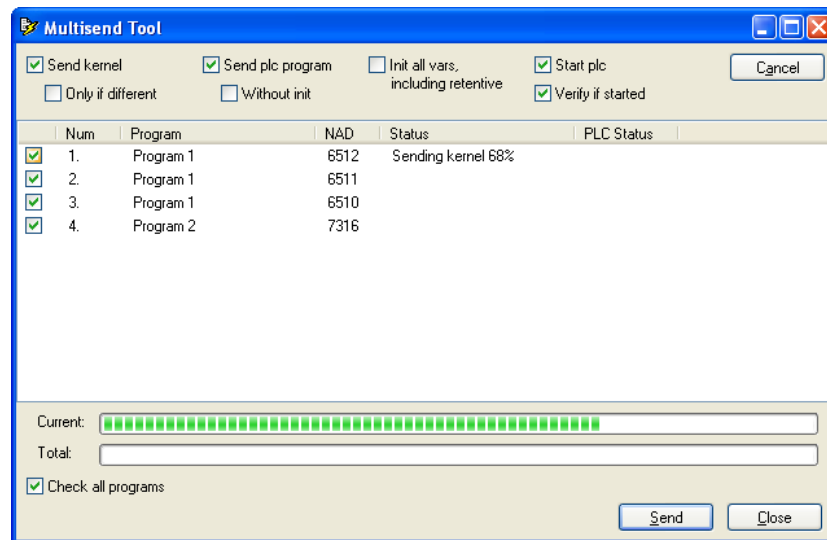 Multisend Tool
Send kernel Send plc program Init all vars, including retentive Start plc Cancel
Only if different Without init Verify if started
Num Program NAD Status PLC Status
1. Program 1 6512 Sending kernel 68%
2. Program 1 6511
3. Program 1 6510
4. Program 2 7316
Current:
Total:
Check all programs
Send Close